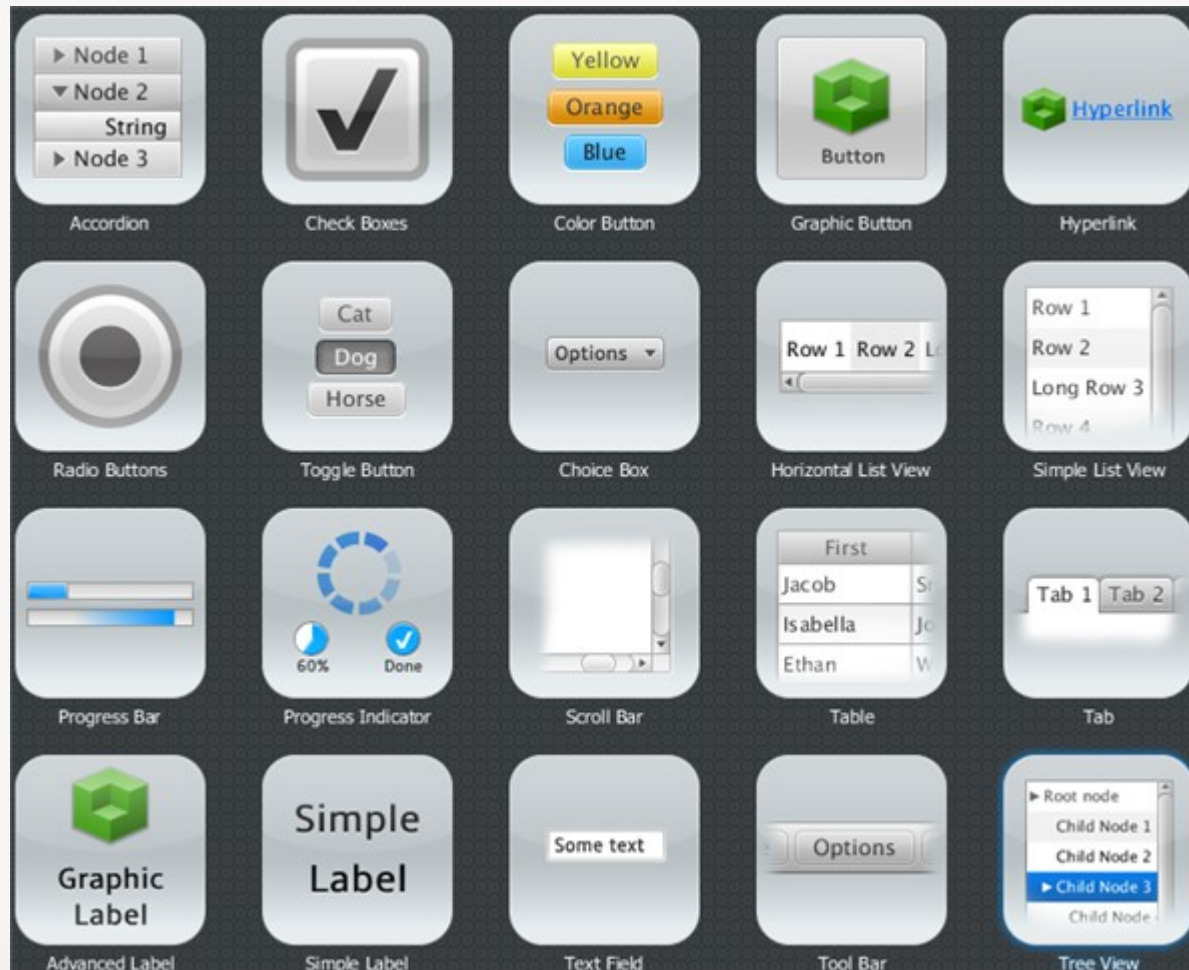 Node 1
Node 2
String
Node 3
Accordion
Check Boxes
Yellow
Orange
Blue
Color Button
Button
Graphic Button
Hyperlink
Hyperlink
Radio Buttons
Cat
Dog
Horse
Toggle Button
Options
Choice Box
Row 1 Row 2
Horizontal List View
Row 1
Row 2
Long Row 3
Row 4
Simple List View
Progress Bar
60% Done
Progress Indicator
Scroll Bar
First
Jacob
Isabella
Ethan
Table
Tab 1 Tab 2
Tab
Graphic
Label
Advanced Label
Simple
Label
Simple Label
Some text
Text Field
Options
Tool Bar
Root node
Child Node 1
Child Node 2
Child Node 3
Child Node
Tree View